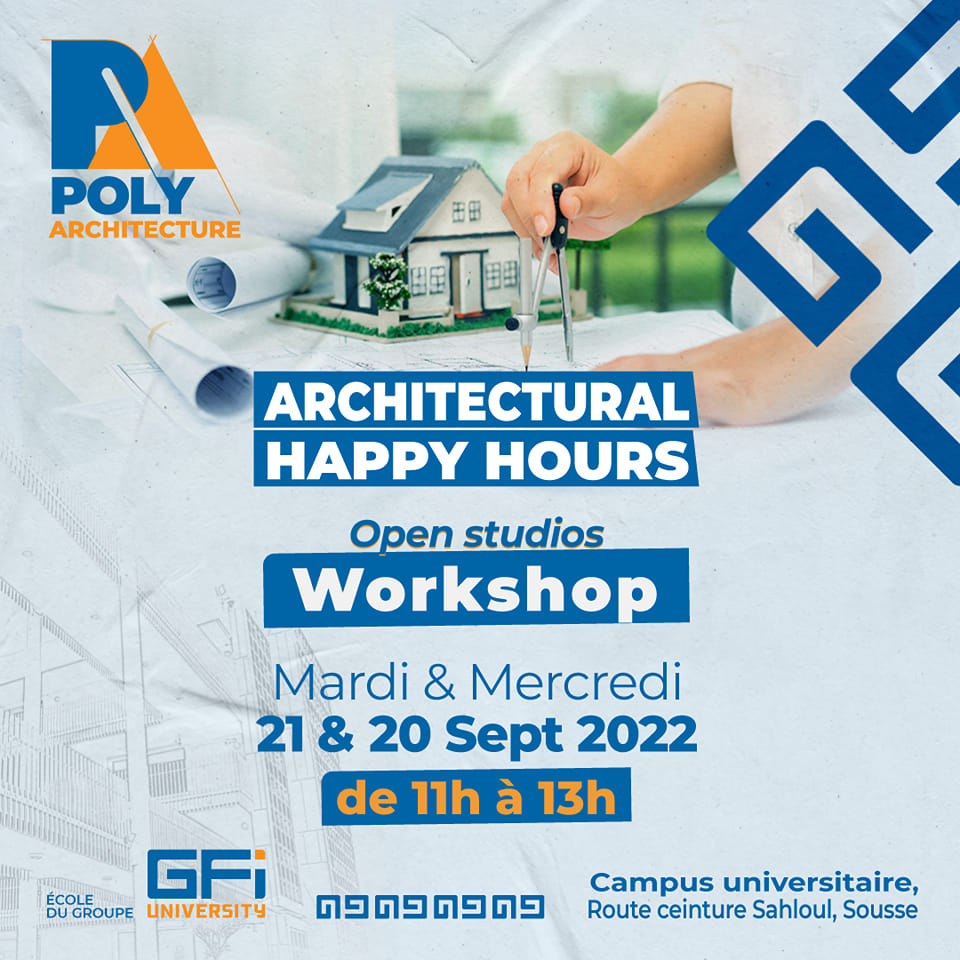 PA
POLY
ARCHITECTURE
ARCHITECTURAL
HAPPY HOURS
Open studios
Workshop
Mardi & Mercredi
21 & 20 Sept 2022
de 11h à 13h
ÉCOLE
DU GROUPE
GFi
UNIVERSITY
Campus universitaire,
Route ceinture Sahloul, Sousse